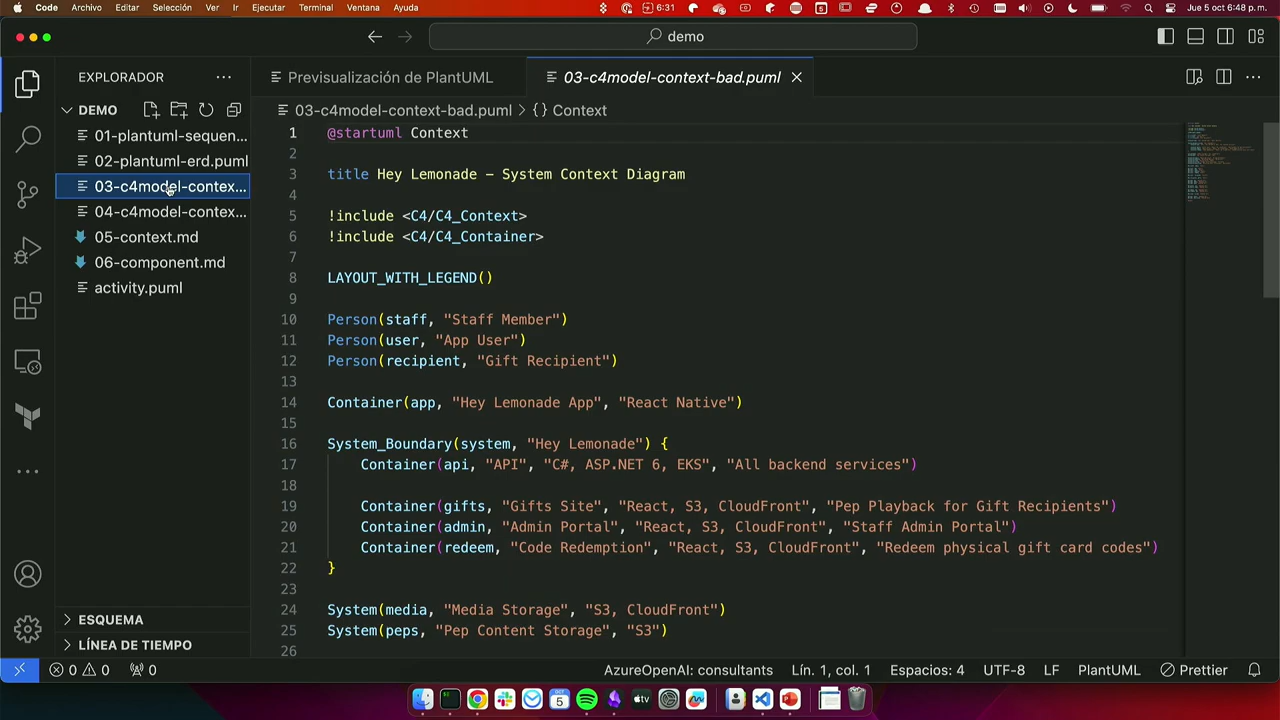 Code Archivo Editar Selección Ver Ir Ejecutar Terminal Ventana Ayuda 6:31 5 Jue 5 oct 6:48 p.m.
demo
EXPLORADOR
Previsualización de PlantUML
03-c4model-context-bad.puml
DEMO
03-c4model-context-bad.puml > {} Context
01-plantuml-sequen...
02-plantuml-erd.puml
03-c4model-contex...
04-c4model-contex...
05-context.md
06-component.md
activity.puml
1 @startuml Context
2
3 title Hey Lemonade – System Context Diagram
4
5 !include <C4/C4_Context>
6 !include <C4/C4_Container>
7
8 LAYOUT_WITH_LEGEND()
9
10 Person(staff, "Staff Member")
11 Person(user, "App User")
12 Person(recipient, "Gift Recipient")
13
14 Container(app, "Hey Lemonade App", "React Native")
15
16 System_Boundary(system, "Hey Lemonade") {
17 Container(api, "API", "C#, ASP.NET 6, EKS", "All backend services")
18
19 Container(gifts, "Gifts Site", "React, S3, CloudFront", "Pep Playback for Gift Recipients")
20 Container(admin, "Admin Portal", "React, S3, CloudFront", "Staff Admin Portal")
21 Container(redeem, "Code Redemption", "React, S3, CloudFront", "Redeem physical gift card codes")
22 }
23
24 System(media, "Media Storage", "S3, CloudFront")
25 System(peps, "Pep Content Storage", "S3")
26
ESQUEMA
LÍNEA DE TIEMPO
0 0 0 AzureOpenAI: consultants Lín. 1, col. 1 Espacios: 4 UTF-8 LF PlantUML Prettier
OCT
5
tv